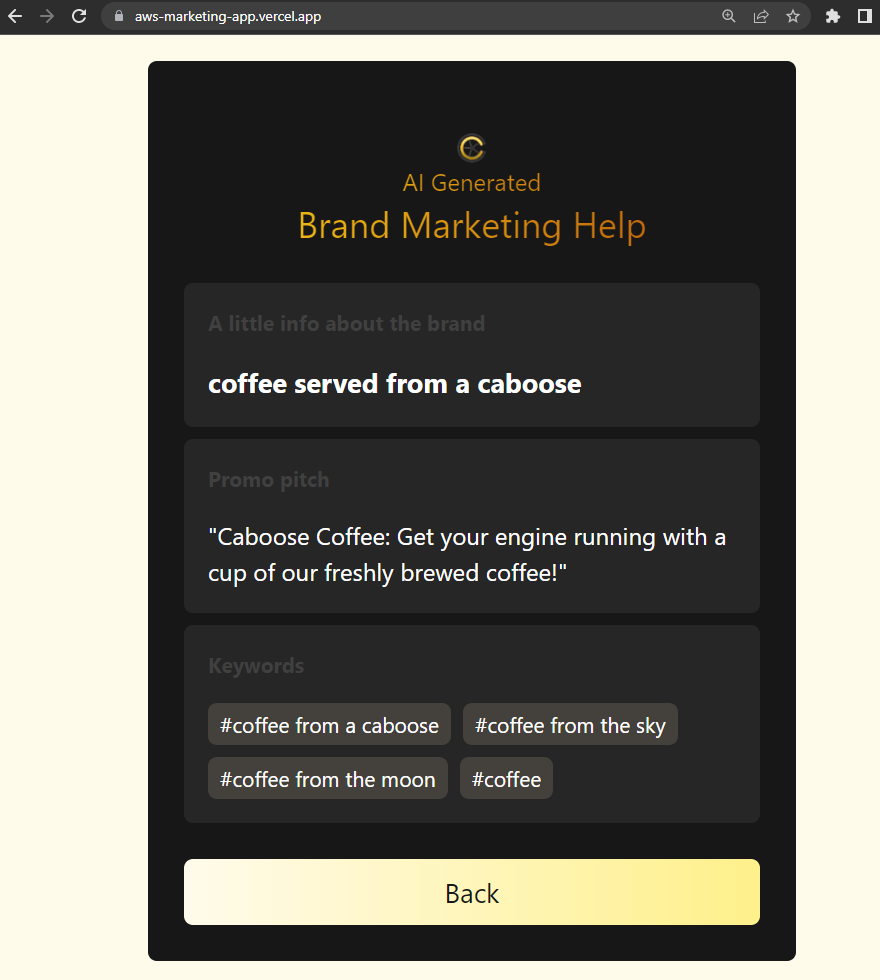 aws-marketing-app.vercel.app
AI Generated
Brand Marketing Help
A little info about the brand
coffee served from a caboose
Promo pitch
"Caboose Coffee: Get your engine running with a
cup of our freshly brewed coffee!"
Keywords
#coffee from a caboose #coffee from the sky
#coffee from the moon #coffee
Back